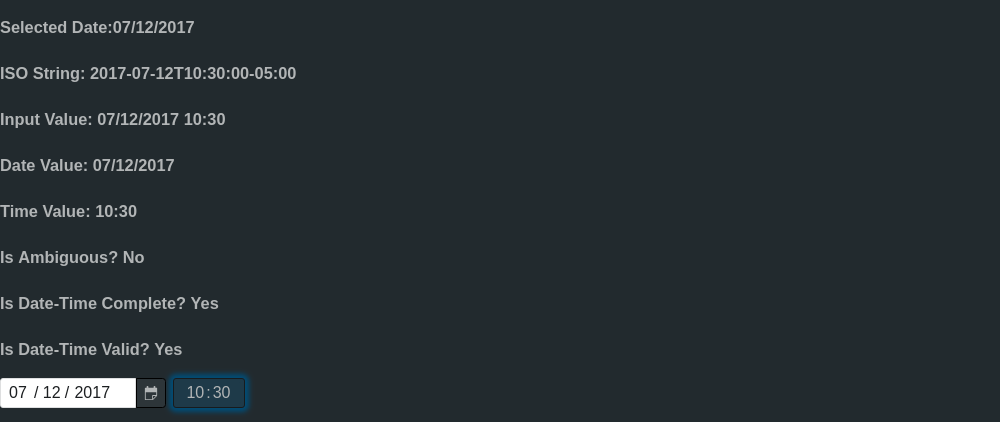 Selected Date:07/12/2017
ISO String: 2017-07-12T10:30:00-05:00
Input Value: 07/12/2017 10:30
Date Value: 07/12/2017
Time Value: 10:30
Is Ambiguous? No
Is Date-Time Complete? Yes
Is Date-Time Valid? Yes
07 / 12 / 2017 10:30